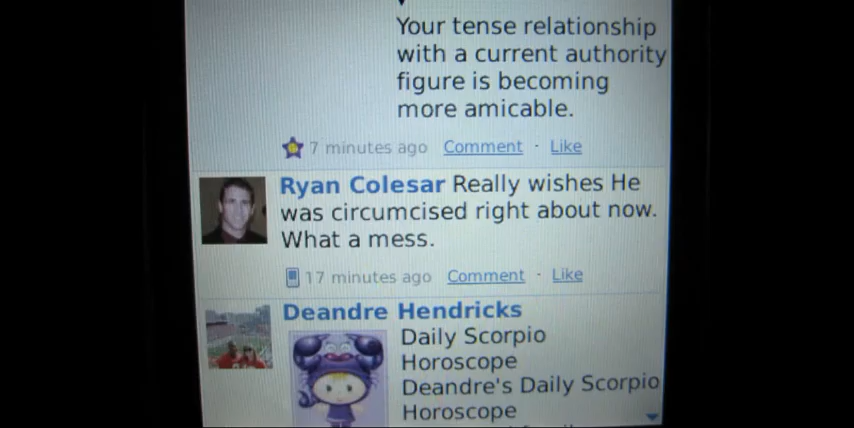 Your tense relationship
with a current authority
figure is becoming
more amicable.
7 minutes ago Comment · Like
Ryan Colesar Really wishes He
was circumcised right about now.
What a mess.
17 minutes ago Comment · Like
Deandre Hendricks
Daily Scorpio
Horoscope
Deandre's Daily Scorpio
Horoscope